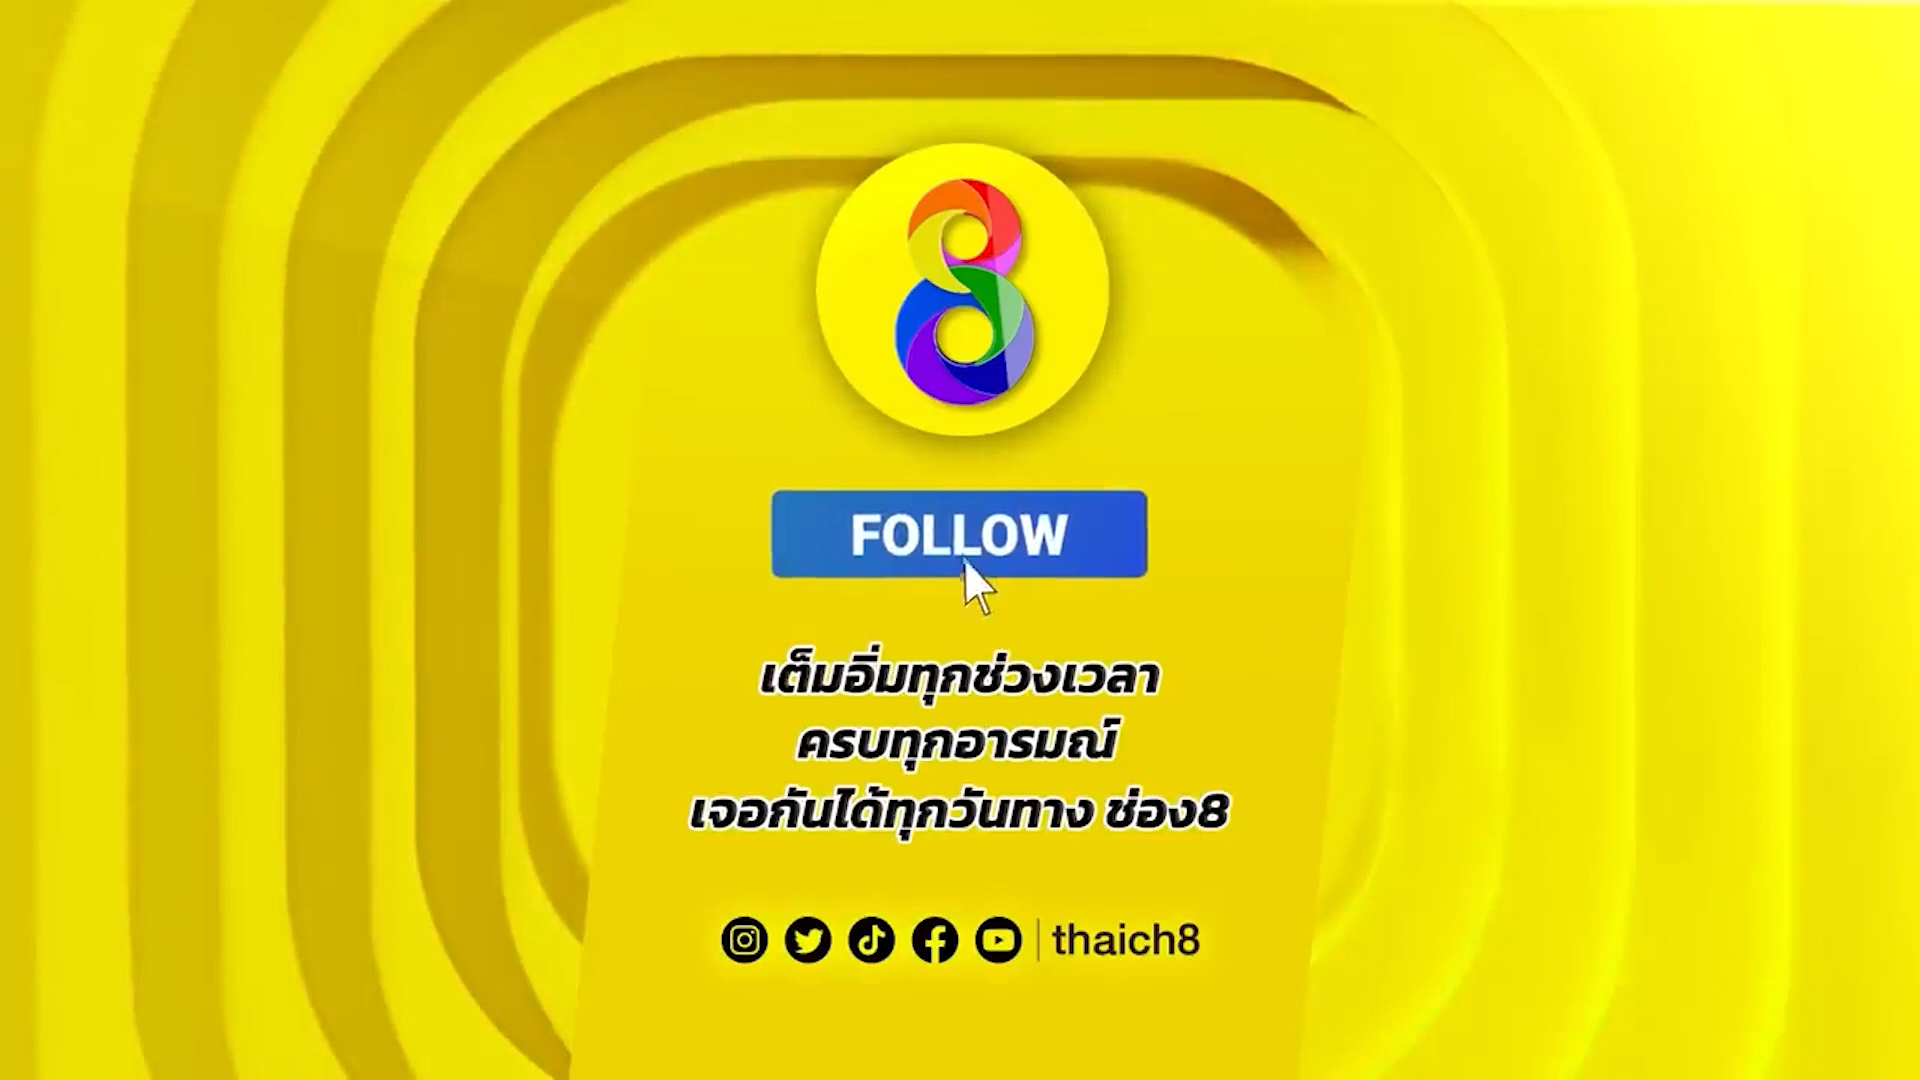 8
FOLLOW
เต็มอิ่มทุกช่วงเวลา
ครบทุกอารมณ์
เจอกันได้ทุกวันทาง ช่อง8
thaich8